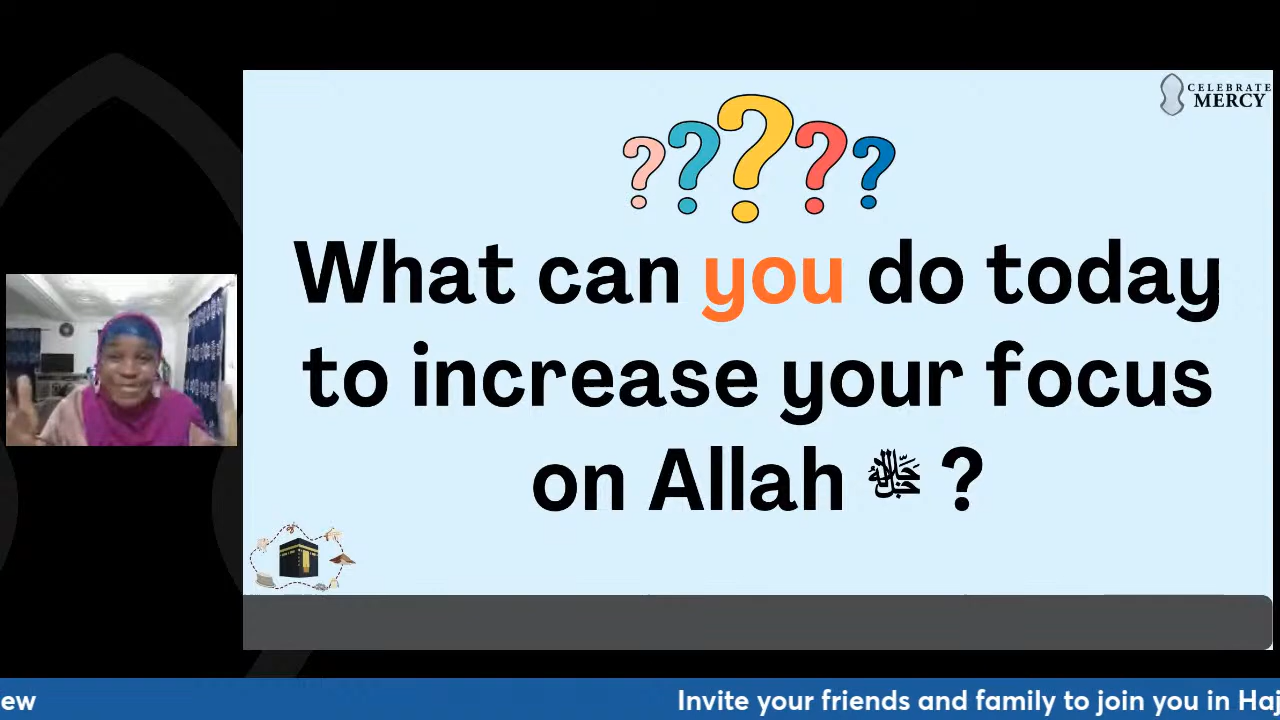 CELEBRATE
MERCY
? ? ? ? ?
What can you do today
to increase your focus
on Allah ﷻ ?
ew
Invite your friends and family to join you in Haj